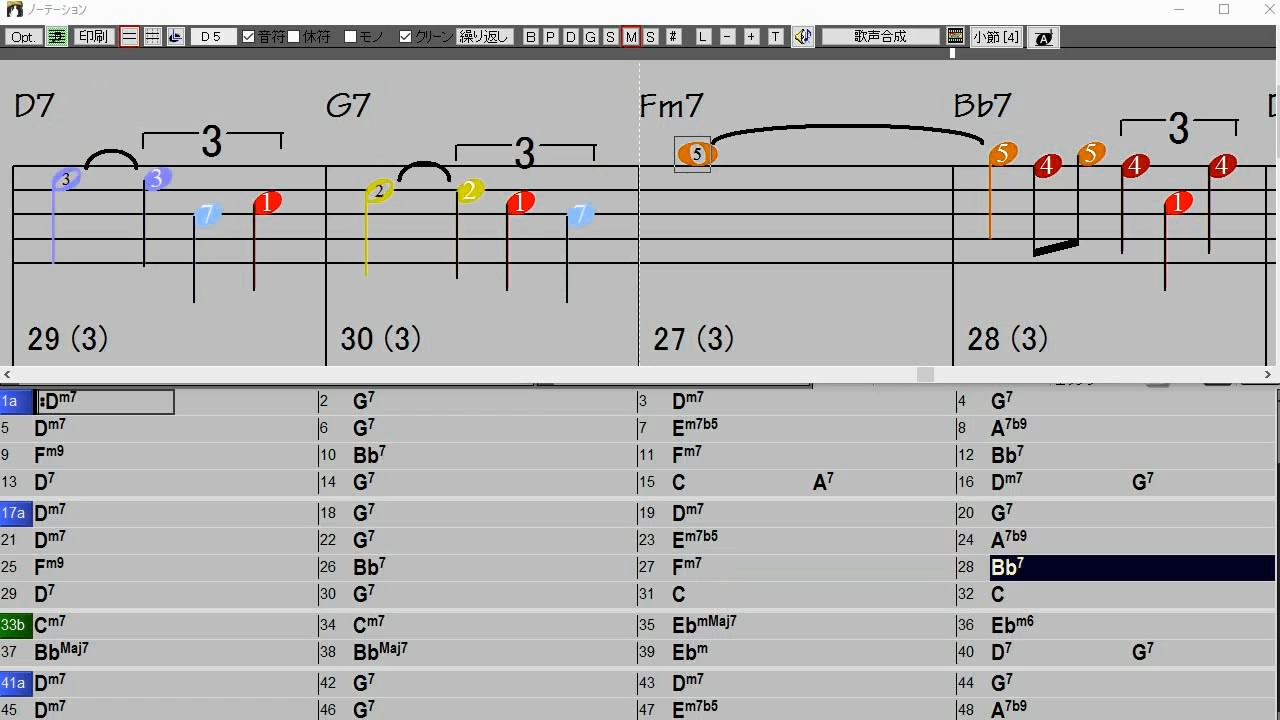 ノーテーション
Opt. 印刷 D 5 音符 休符 モノ クリーン 繰り返し B P D G S M S # L − + T 歌声合成 小節 [4] A
D7 G7 Fm7 Bb7
3 3 3
3 3 7 1 2 2 1 7 5 5 4 5 4 1 4
29 (3) 30 (3) 27 (3) 28 (3)
1a :Dm7 2 G7 3 Dm7 4 G7
5 Dm7 6 G7 7 Em7b5 8 A7b9
9 Fm9 10 Bb7 11 Fm7 12 Bb7
13 D7 14 G7 15 C A7 16 Dm7 G7
17a Dm7 18 G7 19 Dm7 20 G7
21 Dm7 22 G7 23 Em7b5 24 A7b9
25 Fm9 26 Bb7 27 Fm7 28 Bb7
29 D7 30 G7 31 C 32 C
33b Cm7 34 Cm7 35 EbmMaj7 36 Ebm6
37 BbMaj7 38 BbMaj7 39 Ebm 40 D7 G7
41a Dm7 42 G7 43 Dm7 44 G7
45 Dm7 46 G7 47 Em7b5 48 A7b9